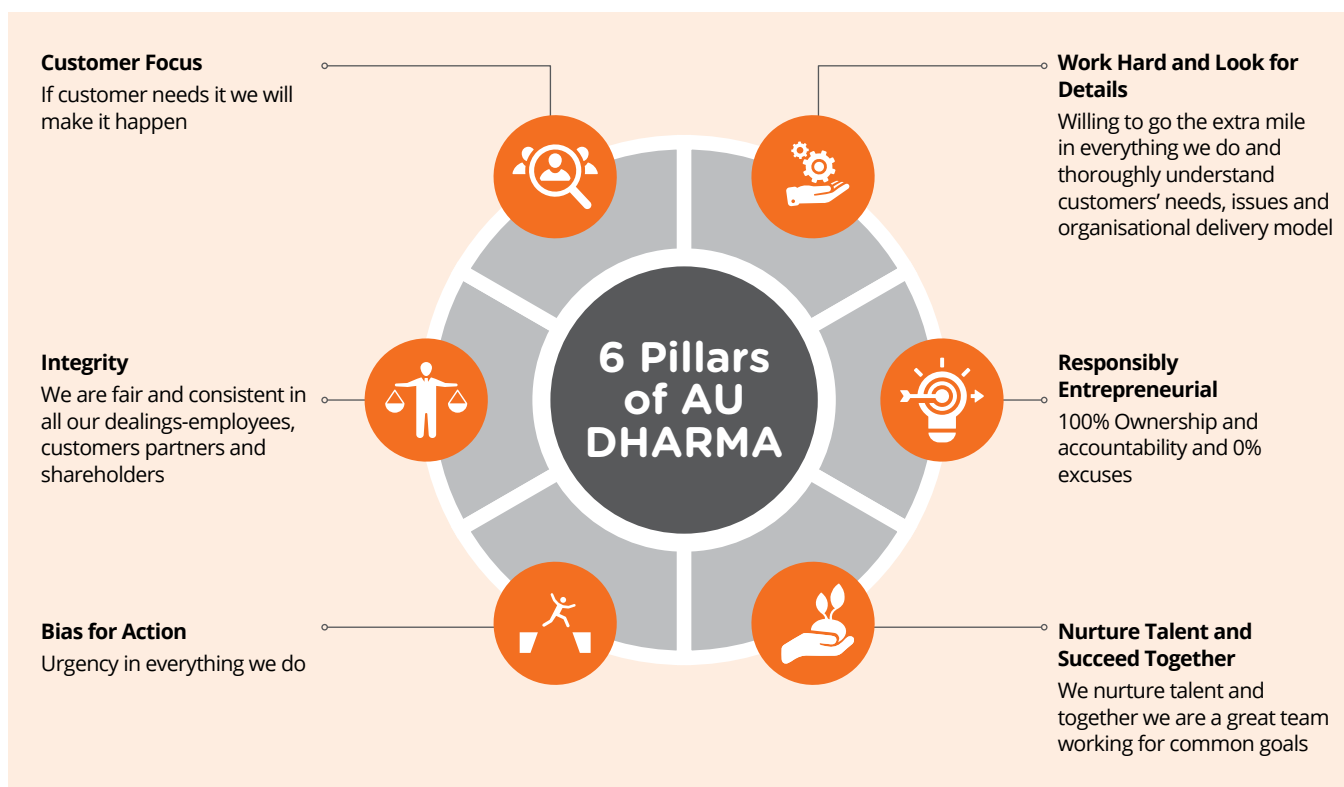 Customer Focus
If customer needs it we will
make it happen
Integrity
We are fair and consistent in
all our dealings-employees,
customers partners and
shareholders
Bias for Action
Urgency in everything we do
6 Pillars
of AU
DHARMA
Work Hard and Look for
Details
Willing to go the extra mile
in everything we do and
thoroughly understand
customers’ needs, issues and
organisational delivery model
Responsibly
Entrepreneurial
100% Ownership and
accountability and 0%
excuses
Nurture Talent and
Succeed Together
We nurture talent and
together we are a great team
working for common goals